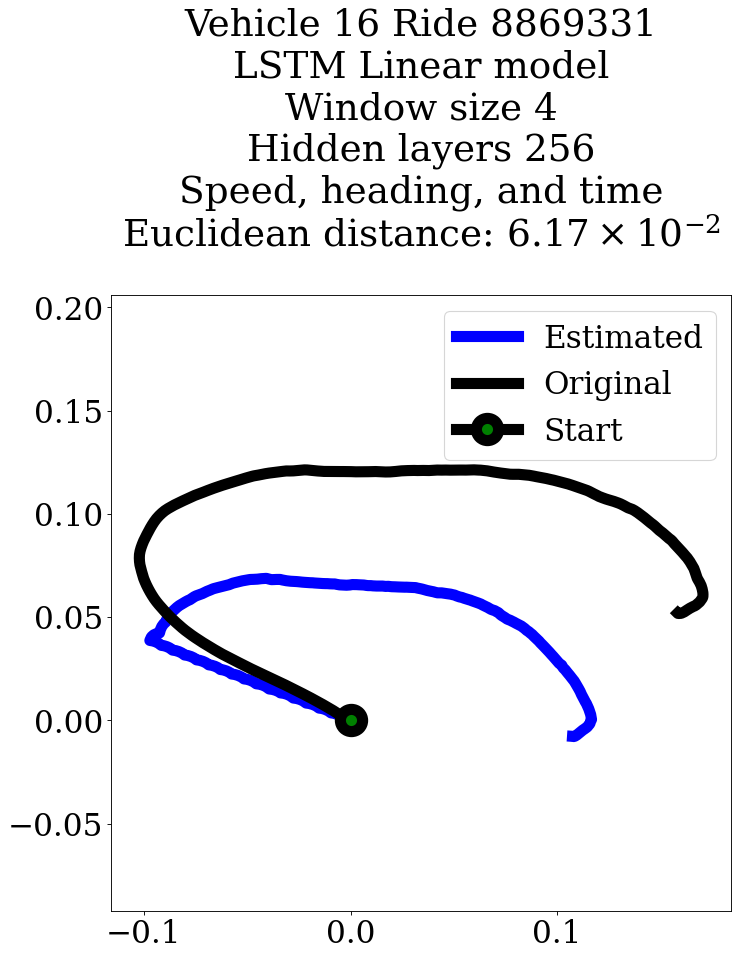 Vehicle 16 Ride 8869331
LSTM Linear model
Window size 4
Hidden layers 256
Speed, heading, and time
Euclidean distance: 6.17 × 10⁻²
Estimated
Original
Start
0.20
0.15
0.10
0.05
0.00
−0.05
−0.1
0.0
0.1